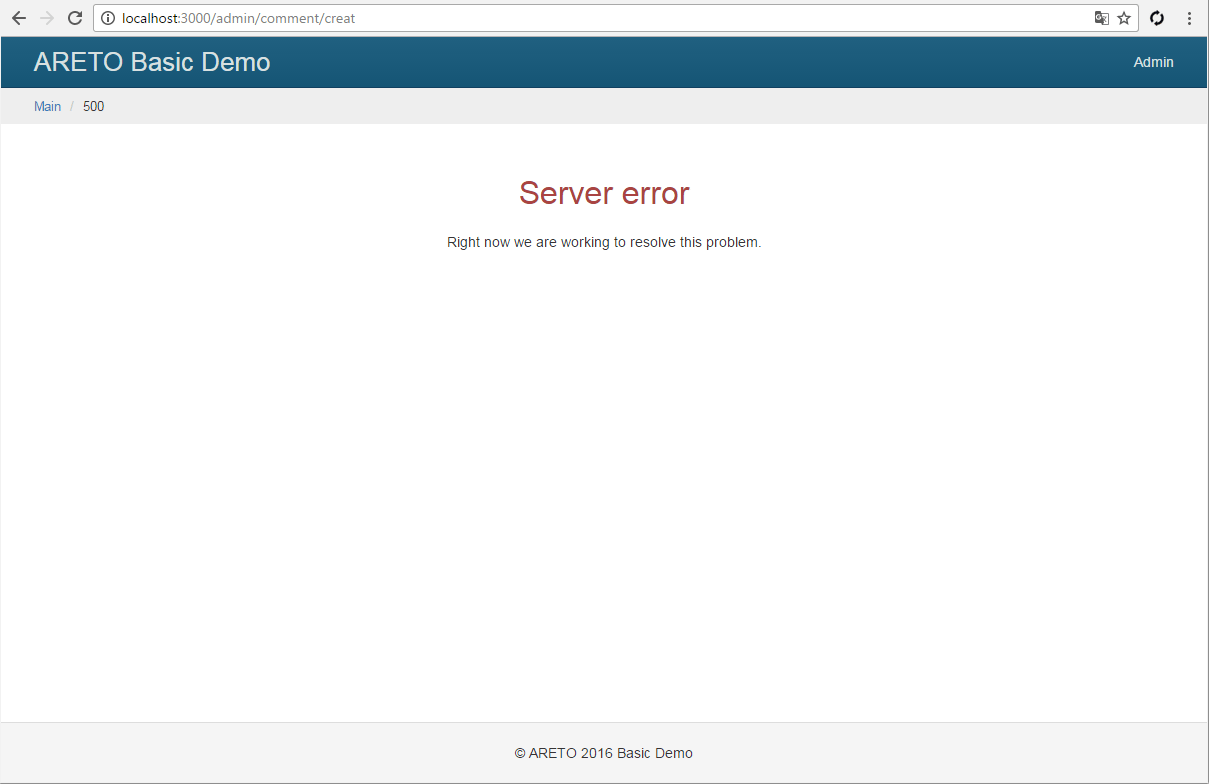 localhost:3000/admin/comment/creat
ARETO Basic Demo
Admin
Main / 500
Server error
Right now we are working to resolve this problem.
© ARETO 2016 Basic Demo